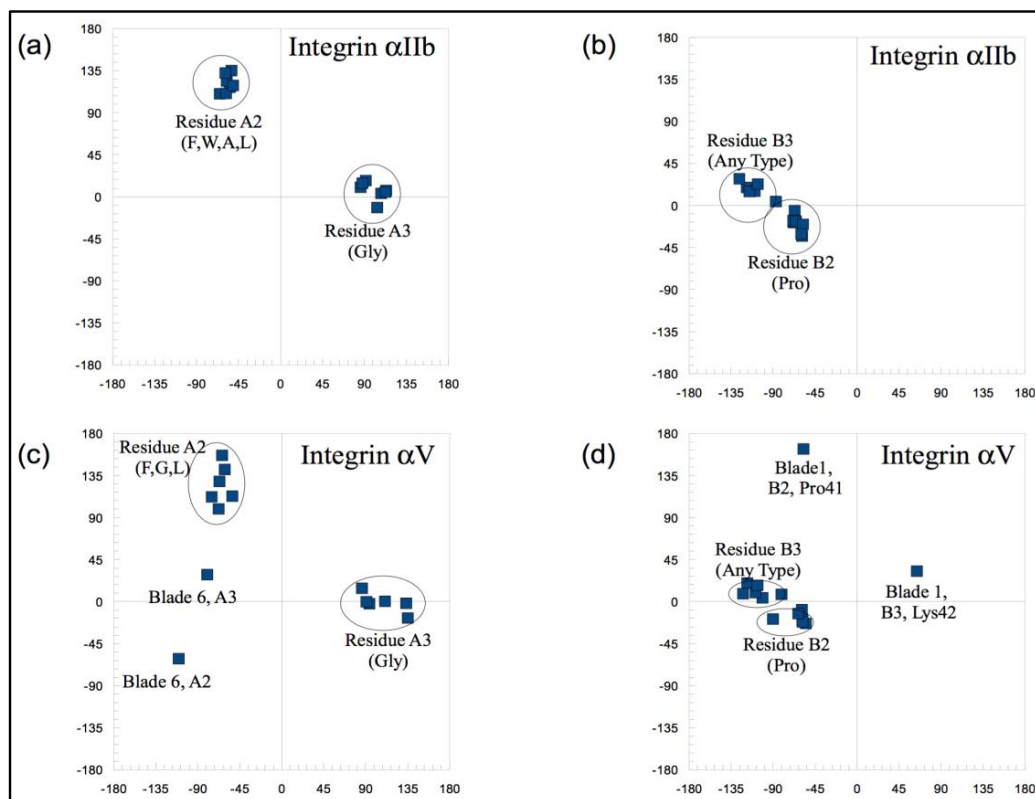 (a)
Integrin αIIb
180
135
90
45
0
-45
-90
-135
-180
-180 -135 -90 -45 0 45 90 135 180
Residue A2
(F,W,A,L)
Residue A3
(Gly)
(b)
Integrin αIIb
180
135
90
45
0
-45
-90
-135
-180
-180 -135 -90 -45 0 45 90 135 180
Residue B3
(Any Type)
Residue B2
(Pro)
(c)
Integrin αV
180
135
90
45
0
-45
-90
-135
-180
-180 -135 -90 -45 0 45 90 135 180
Residue A2
(F,G,L)
Blade 6, A3
Blade 6, A2
Residue A3
(Gly)
(d)
Integrin αV
180
135
90
45
0
-45
-90
-135
-180
-180 -135 -90 -45 0 45 90 135 180
Blade1,
B2, Pro41
Residue B3
(Any Type)
Residue B2
(Pro)
Blade 1,
B3, Lys42